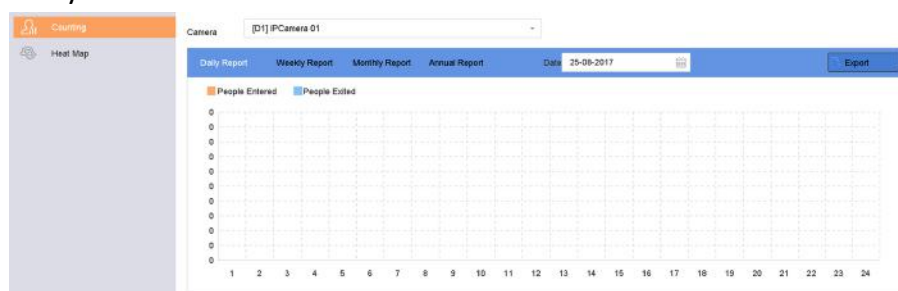 Counting
Heat Map
Camera [D1] IPCamera 01
Daily Report Weekly Report Monthly Report Annual Report Date 25-08-2017 Export
People Entered People Exited
0
0
0
0
0
0
0
0
0
0
0
1 2 3 4 5 6 7 8 9 10 11 12 13 14 15 16 17 18 19 20 21 22 23 24